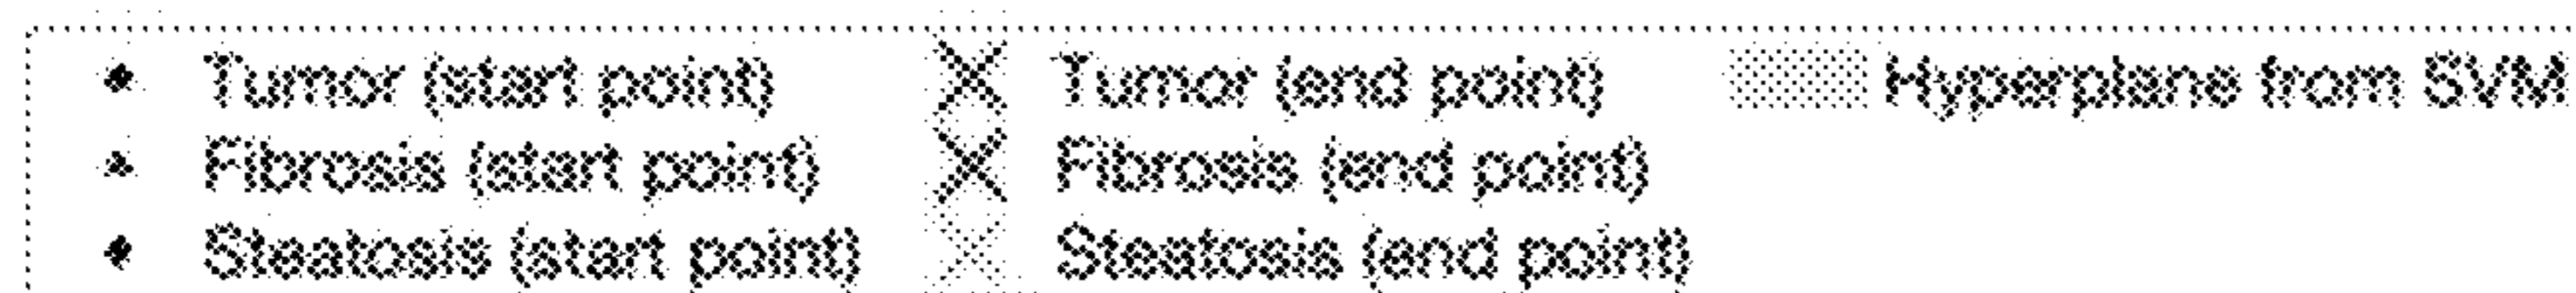 Tumor (start point) Tumor (end point) Hyperplane from SVM
Fibrosis (start point) Fibrosis (end point)
Steatosis (start point) Steatosis (end point)